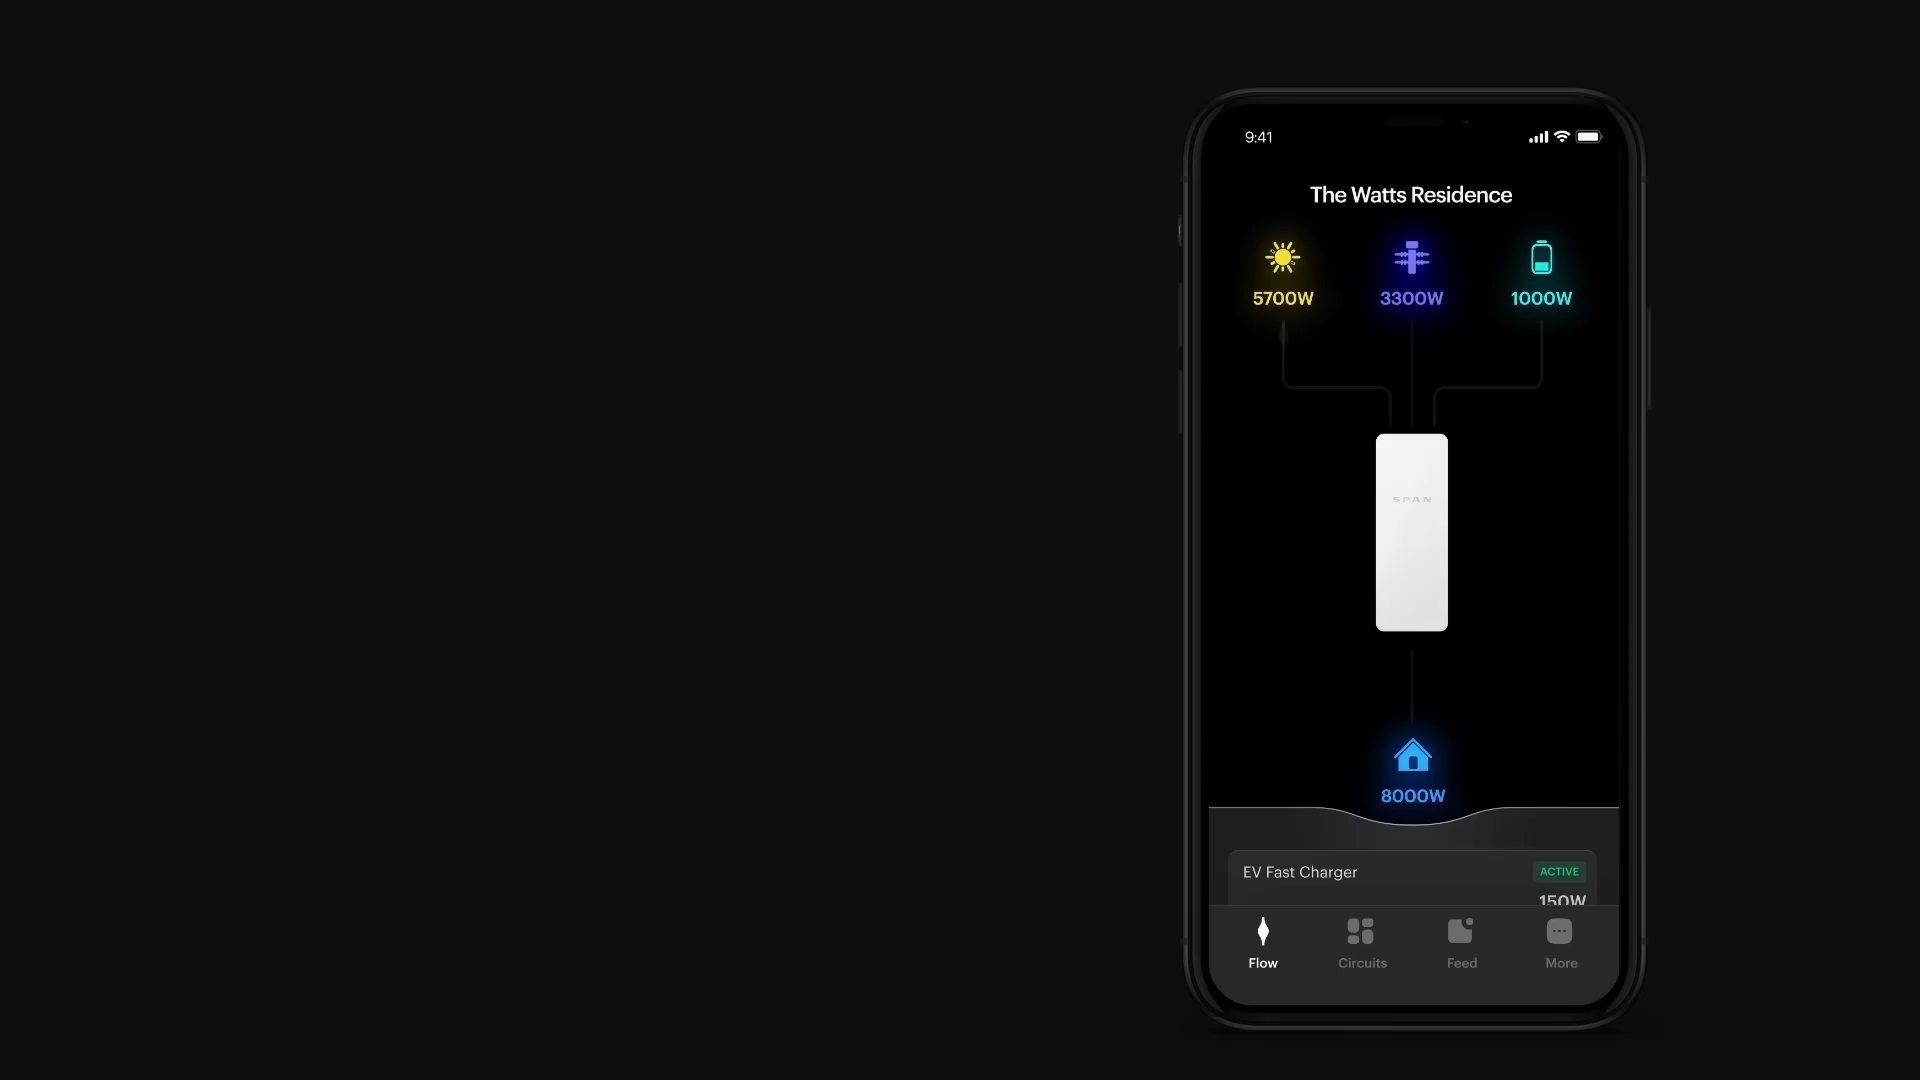 9:41
The Watts Residence
5700W 3300W 1000W
SPAN
8000W
EV Fast Charger ACTIVE
150W
Flow Circuits Feed More